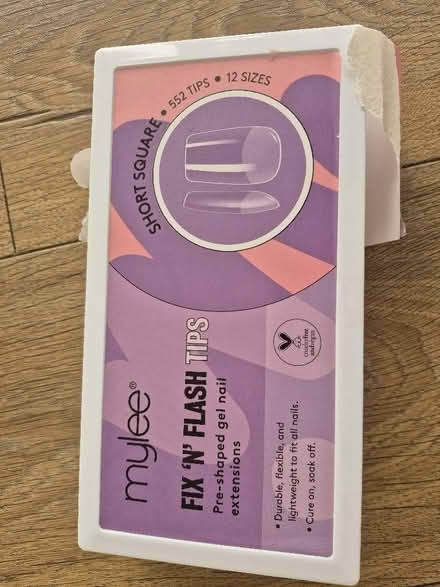 SHORT SQUARE • 552 TIPS • 12 SIZES
mylee®
FIX 'N' FLASH TIPS
Pre-shaped gel nail
extensions
• Durable, flexible, and
lightweight to fit all nails.
• Cure on, soak off.
crueltyfree